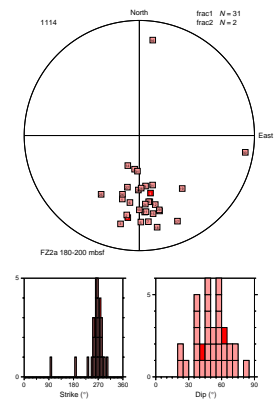 North
1114
frac1 N = 31
frac2 N = 2
East
FZ2a 180-200 mbsf
5
0
0 90 180 270 360
Strike (°)
5
0
0 30 60 90
Dip (°)